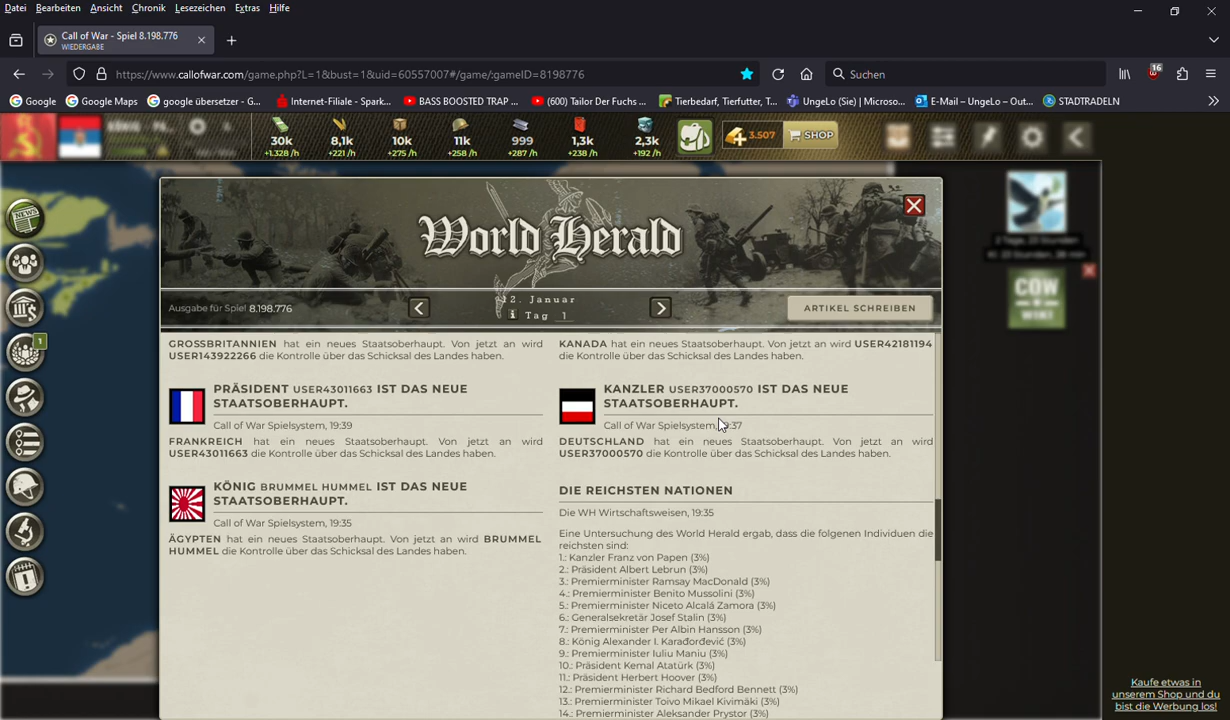 Datei Bearbeiten Ansicht Chronik Lesezeichen Extras Hilfe
Call of War - Spiel 8.198.776
WIEDERGABE
https://www.callofwar.com/game.php?L=1&bust=1&uid=60557007#/game/:gameID=8198776
Suchen
16
Google Google Maps google übersetzer - G... Internet-Filiale - Spark... BASS BOOSTED TRAP ... (600) Tailor Der Fuchs ... Tierbedarf, Tierfutter, T... UngeLo (Sie) | Microso... E-Mail – UngeLo – Out... STADTRADELN
30k 8,1k 10k 11k 999 1,3k 2,3k
+1.328 /h +221 /h +275 /h +258 /h +287 /h +238 /h +192 /h
3.507 SHOP
NEWS
1
World Herald
Ausgabe für Spiel 8.198.776
12. Januar
Tag 1
ARTIKEL SCHREIBEN
GROSSBRITANNIEN hat ein neues Staatsoberhaupt. Von jetzt an wird
USER143922266 die Kontrolle über das Schicksal des Landes haben.
PRÄSIDENT USER43011663 IST DAS NEUE
STAATSOBERHAUPT.
Call of War Spielsystem, 19:39
FRANKREICH hat ein neues Staatsoberhaupt. Von jetzt an wird
USER43011663 die Kontrolle über das Schicksal des Landes haben.
KÖNIG BRUMMEL HUMMEL IST DAS NEUE
STAATSOBERHAUPT.
Call of War Spielsystem, 19:35
ÄGYPTEN hat ein neues Staatsoberhaupt. Von jetzt an wird BRUMMEL
HUMMEL die Kontrolle über das Schicksal des Landes haben.
KANADA hat ein neues Staatsoberhaupt. Von jetzt an wird USER42181194
die Kontrolle über das Schicksal des Landes haben.
KANZLER USER37000570 IST DAS NEUE
STAATSOBERHAUPT.
Call of War Spielsystem, 19:37
DEUTSCHLAND hat ein neues Staatsoberhaupt. Von jetzt an wird
USER37000570 die Kontrolle über das Schicksal des Landes haben.
DIE REICHSTEN NATIONEN
Die WH Wirtschaftsweisen, 19:35
Eine Untersuchung des World Herald ergab, dass die folgenden Individuen die
reichsten sind:
1.: Kanzler Franz von Papen (3%)
2.: Präsident Albert Lebrun (3%)
3.: Premierminister Ramsay MacDonald (3%)
4.: Premierminister Benito Mussolini (3%)
5.: Premierminister Niceto Alcalá Zamora (3%)
6.: Generalsekretär Josef Stalin (3%)
7.: Premierminister Per Albin Hansson (3%)
8.: König Alexander I. Karađorđević (3%)
9.: Premierminister Iuliu Maniu (3%)
10.: Präsident Kemal Atatürk (3%)
11.: Präsident Herbert Hoover (3%)
12.: Premierminister Richard Bedford Bennett (3%)
13.: Premierminister Toivo Mikael Kivimäki (3%)
14.: Premierminister Aleksander Prystor (3%)
COW
WIKI
Kaufe etwas in
unserem Shop und du
bist die Werbung los!